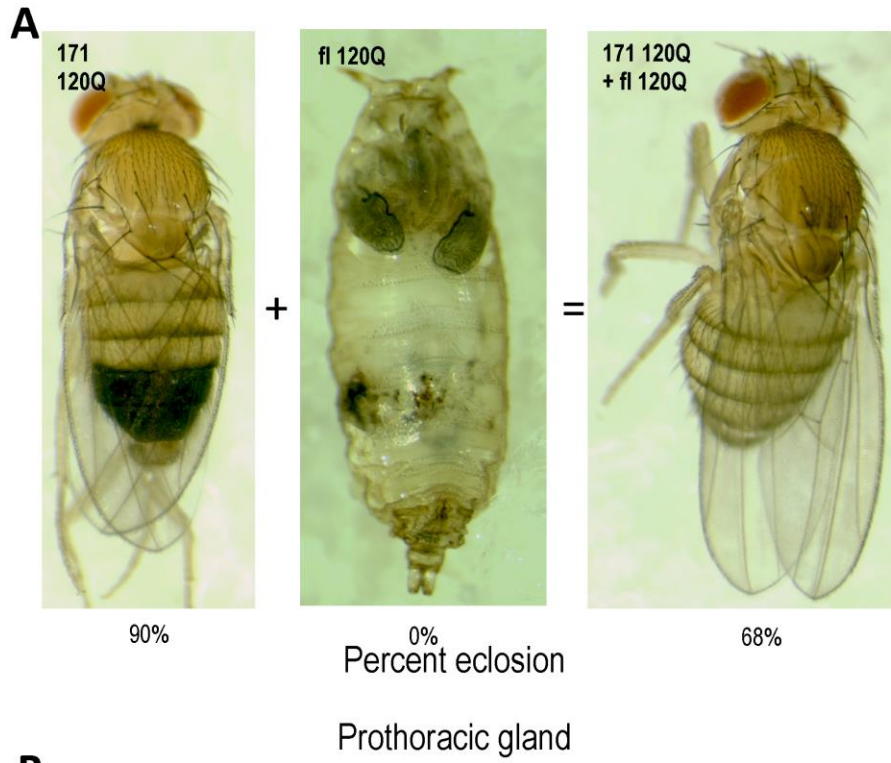 A
171
120Q
fl 120Q
171 120Q
+ fl 120Q
+
=
90%
0%
68%
Percent eclosion
Prothoracic gland